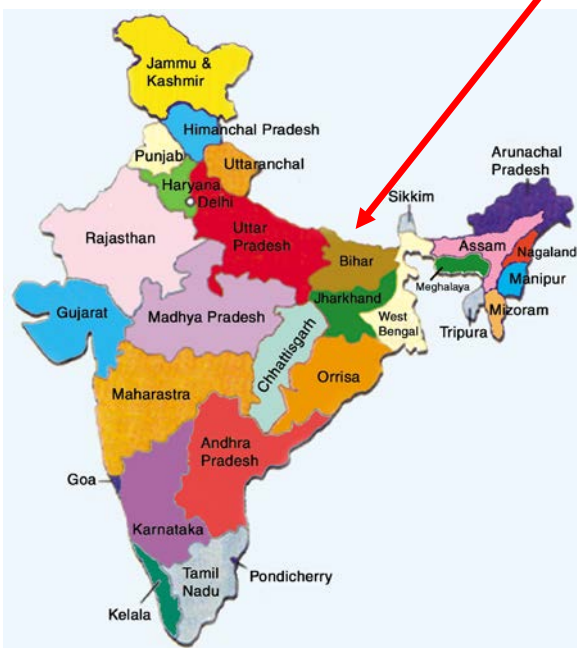 Jammu &
Kashmir
Himanchal Pradesh
Punjab
Uttaranchal
Haryana
Delhi
Arunachal
Pradesh
Sikkim
Rajasthan
Uttar
Pradesh
Bihar
Assam
Nagaland
Meghalaya
Manipur
Jharkhand
Gujarat
Madhya Pradesh
West
Bengal
Tripura
Mizoram
Chhattisgarh
Orrisa
Maharastra
Andhra
Pradesh
Goa
Karnataka
Tamil
Nadu
Pondicherry
Kelala